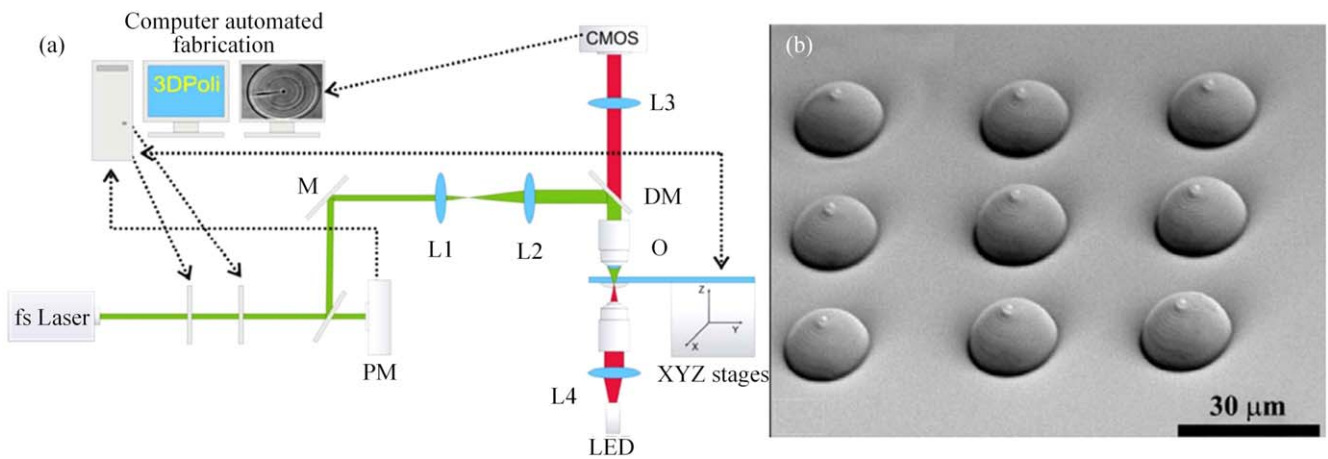 (a)
Computer automated
fabrication
3DPoli
CMOS
L3
M
DM
L1
L2
O
fs Laser
PM
Z
Y
X
XYZ stages
L4
LED
(b)
30 μm